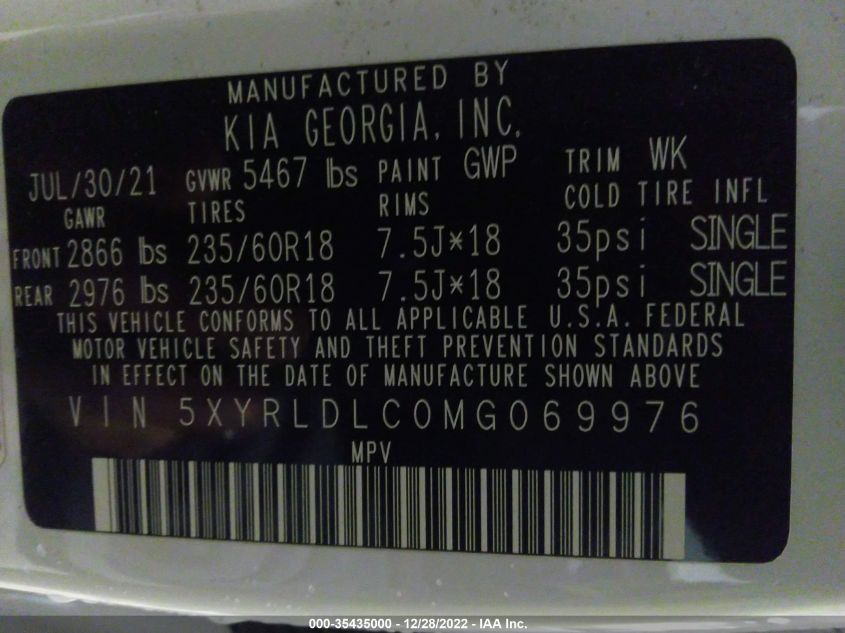 MANUFACTURED BY
KIA GEORGIA, INC.
JUL/30/21 GVWR 5467 lbs PAINT GWP TRIM WK
GAWR TIRES RIMS COLD TIRE INFL
FRONT 2866 lbs 235/60R18 7.5J*18 35psi SINGLE
REAR 2976 lbs 235/60R18 7.5J*18 35psi SINGLE
THIS VEHICLE CONFORMS TO ALL APPLICABLE U.S.A. FEDERAL
MOTOR VEHICLE SAFETY AND THEFT PREVENTION STANDARDS
IN EFFECT ON THE DATE OF MANUFACTURE SHOWN ABOVE
VIN 5XYRLDLC0MG069976
MPV
000-35435000 - 12/28/2022 - IAA Inc.